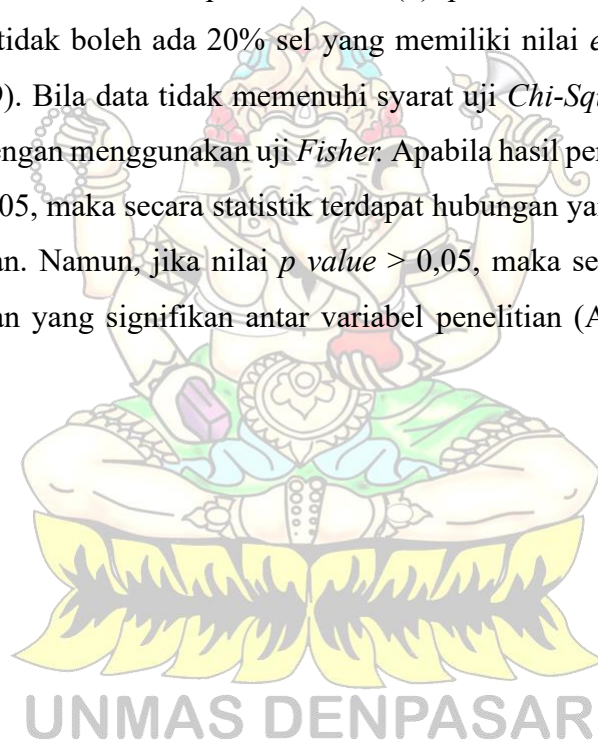 tidak boleh ada 20% sel yang memiliki nilai
). Bila data tidak memenuhi syarat uji Chi-Squ
engan menggunakan uji Fisher. Apabila hasil per
05, maka secara statistik terdapat hubungan ya
an. Namun, jika nilai p value > 0,05, maka se
an yang signifikan antar variabel penelitian (A
UNMAS DENPASAR